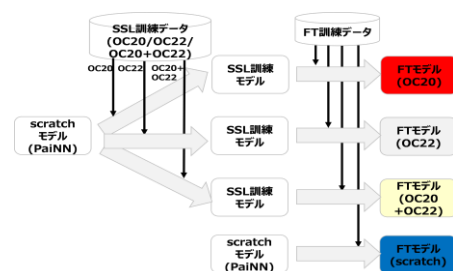 SSL訓練データ
(OC20/OC22/
OC20+OC22)
FT訓練データ
OC20
OC22
OC20+
OC22
SSL訓練
モデル
FTモデル
(OC20)
scratch
モデル
(PaiNN)
SSL訓練
モデル
FTモデル
(OC22)
SSL訓練
モデル
FTモデル
(OC20
+OC22)
scratch
モデル
(PaiNN)
FTモデル
(scratch)